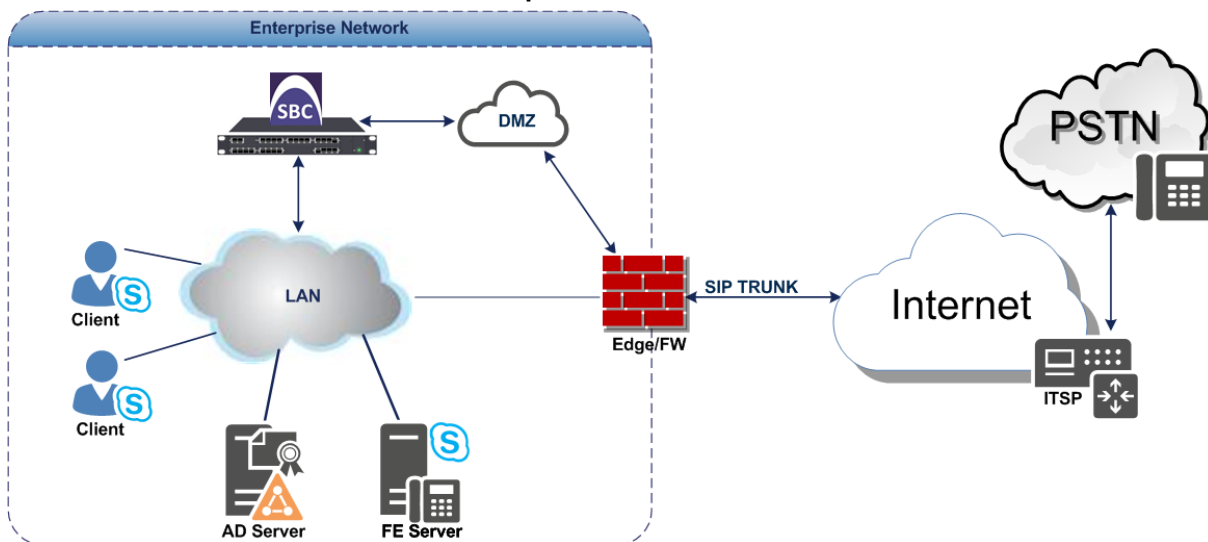 Enterprise Network
SBC
DMZ
PSTN
LAN
SIP TRUNK
Internet
Client
Edge/FW
ITSP
Client
AD Server
FE Server